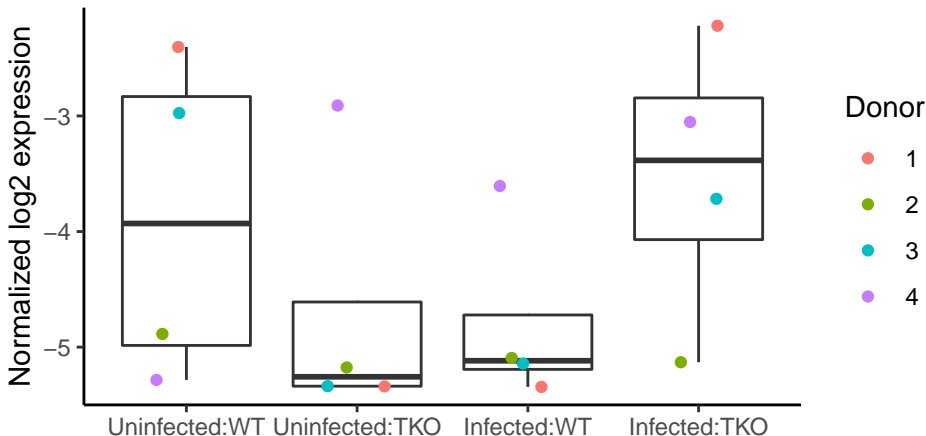 Normalized log2 expression
−3
−4
−5
Uninfected:WT
Uninfected:TKO
Infected:WT
Infected:TKO
Donor
1
2
3
4